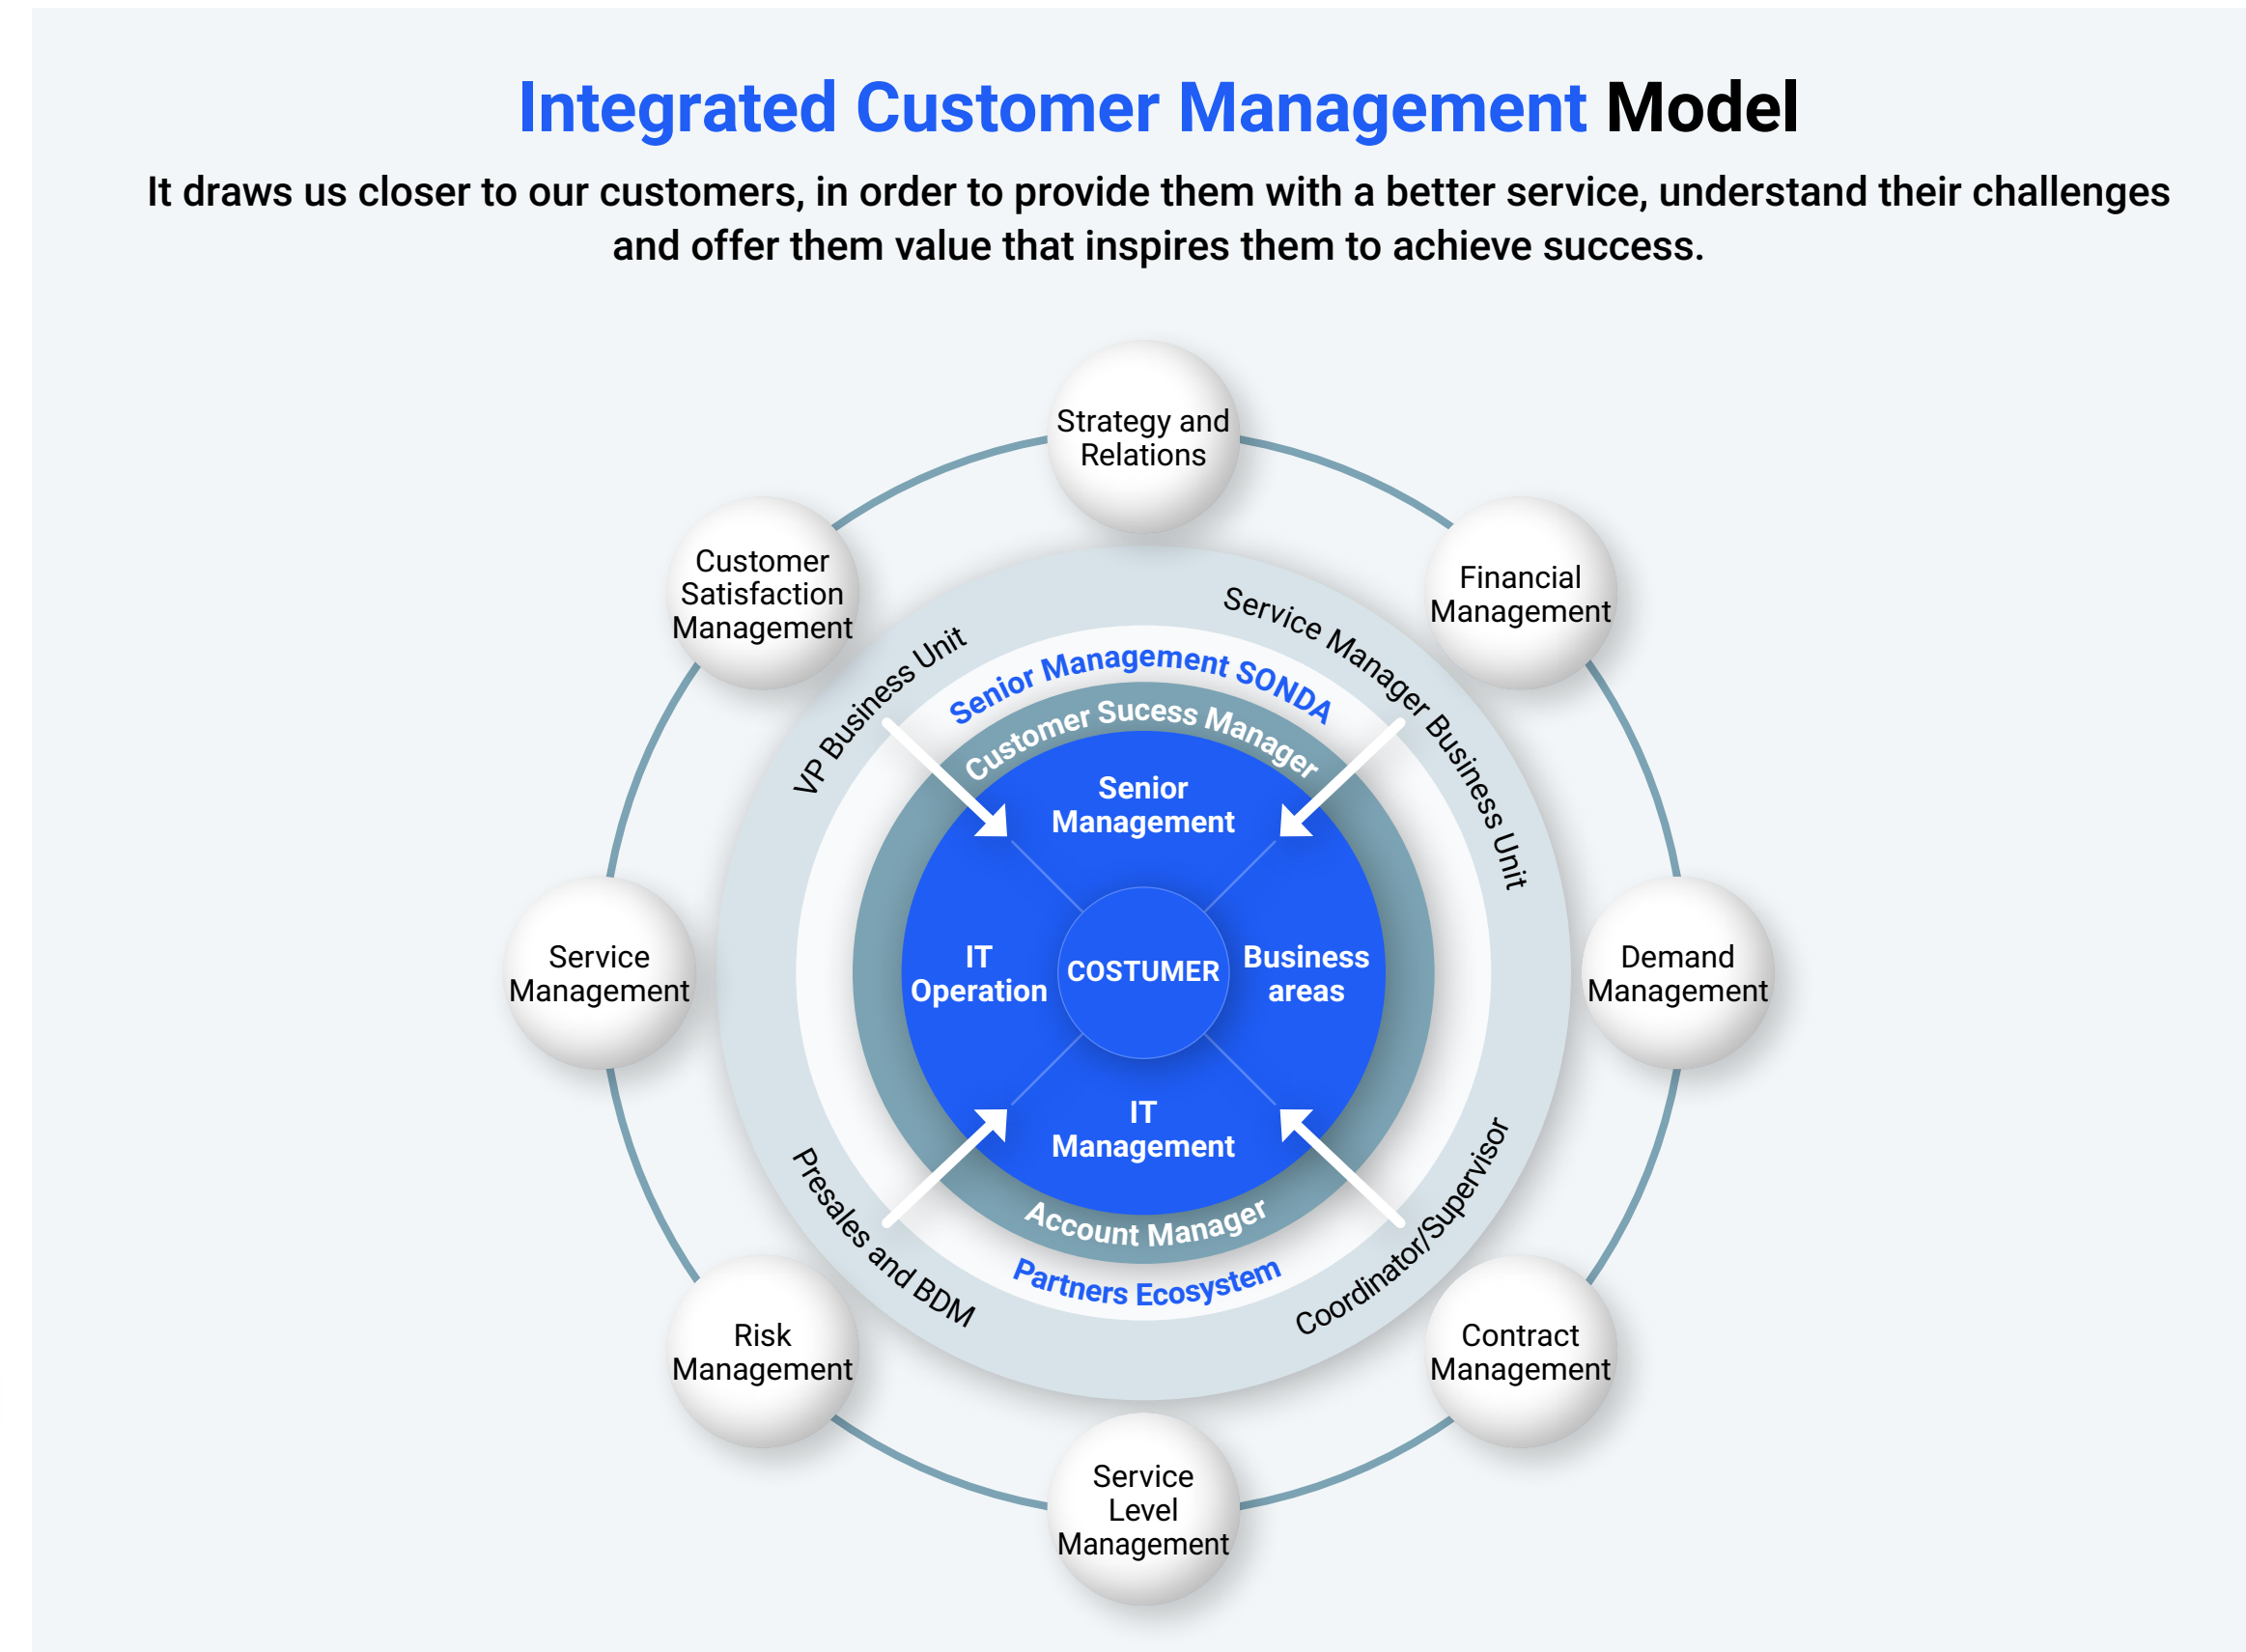 Integrated Customer Management Model
It draws us closer to our customers, in order to provide them with a better service, understand their challenges
and offer them value that inspires them to achieve success.
Strategy and
Relations
Customer
Satisfaction
Management
Financial
Management
VP Business Unit
Service Manager Business Unit
Senior Management SONDA
Customer Sucess Manager
Senior
Management
Service
Management
IT
Operation
COSTUMER
Business
areas
Demand
Management
IT
Management
Account Manager
Partners Ecosystem
Presales and BDM
Coordinator/Supervisor
Risk
Management
Contract
Management
Service
Level
Management